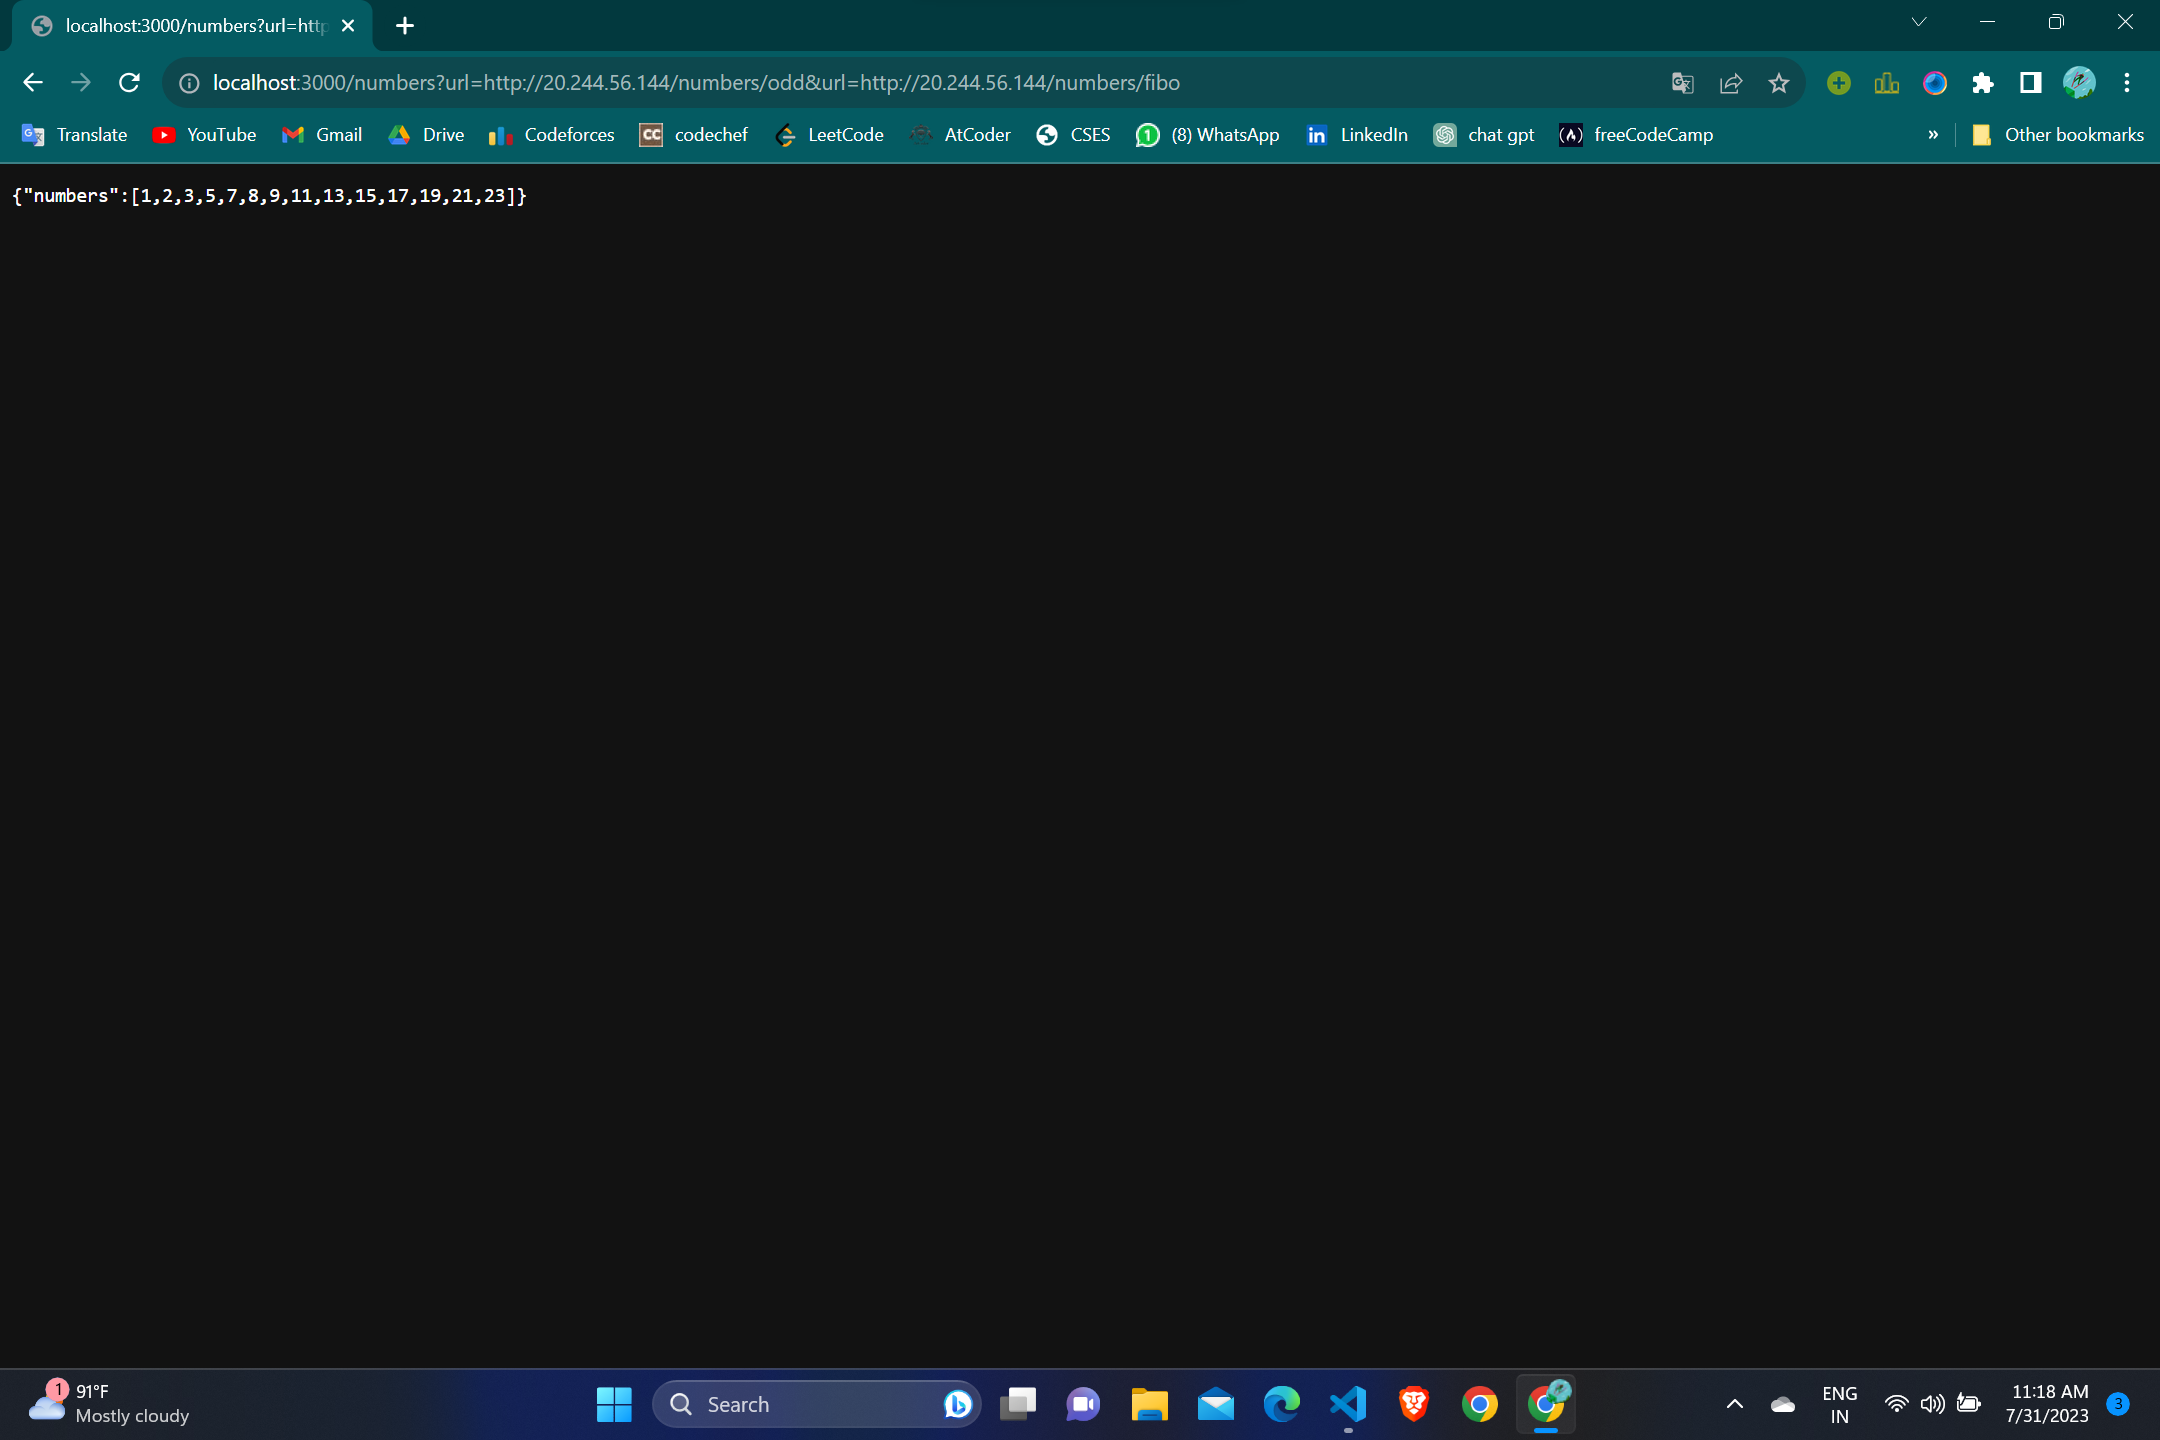 localhost:3000/numbers?url=http
localhost:3000/numbers?url=http://20.244.56.144/numbers/odd&url=http://20.244.56.144/numbers/fibo
Translate YouTube Gmail Drive Codeforces CC codechef LeetCode AtCoder CSES 1 (8) WhatsApp in LinkedIn chat gpt freeCodeCamp » Other bookmarks
{"numbers":[1,2,3,5,7,8,9,11,13,15,17,19,21,23]}
1 91°F
Mostly cloudy
Search
ENG
IN
11:18 AM
7/31/2023
3